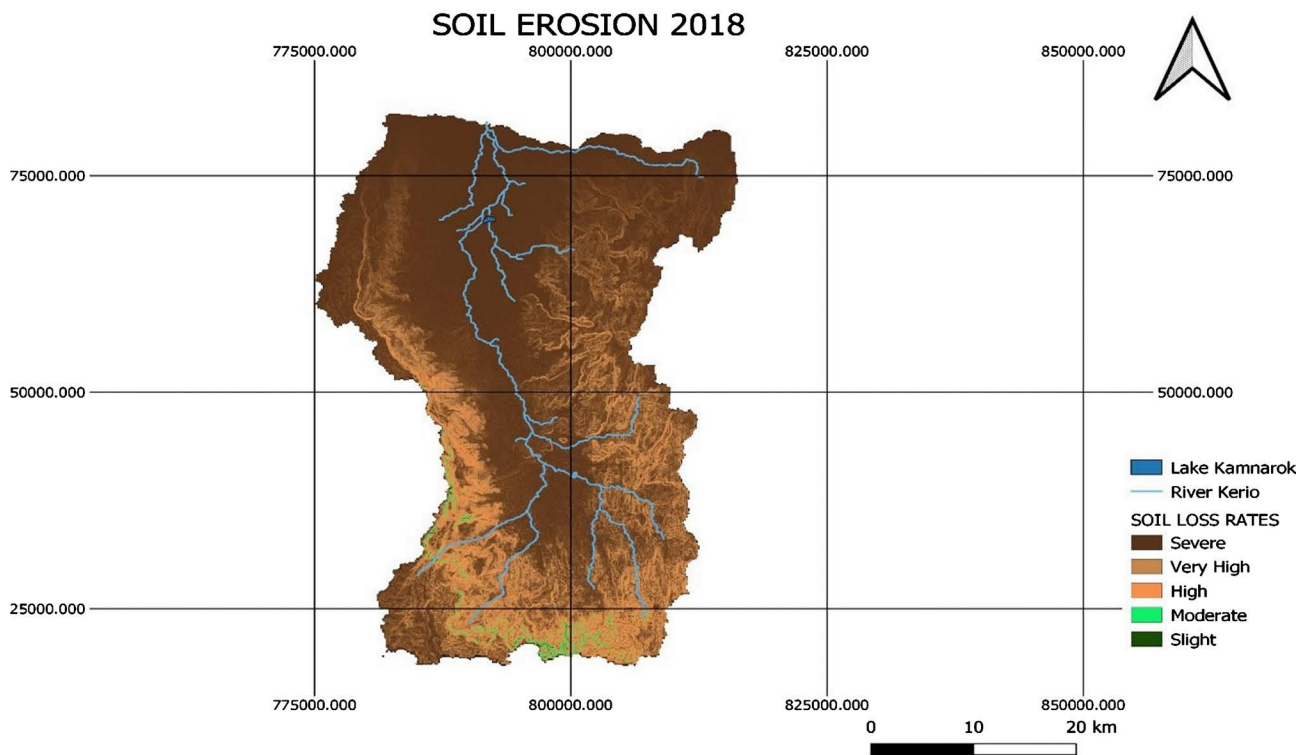 SOIL EROSION 2018
775000.000 800000.000 825000.000 850000.000
75000.000 75000.000
50000.000 50000.000
Lake Kamnarok
River Kerio
SOIL LOSS RATES
Severe
Very High
High
Moderate
Slight
25000.000 25000.000
775000.000 800000.000 825000.000 850000.000
0 10 20 km